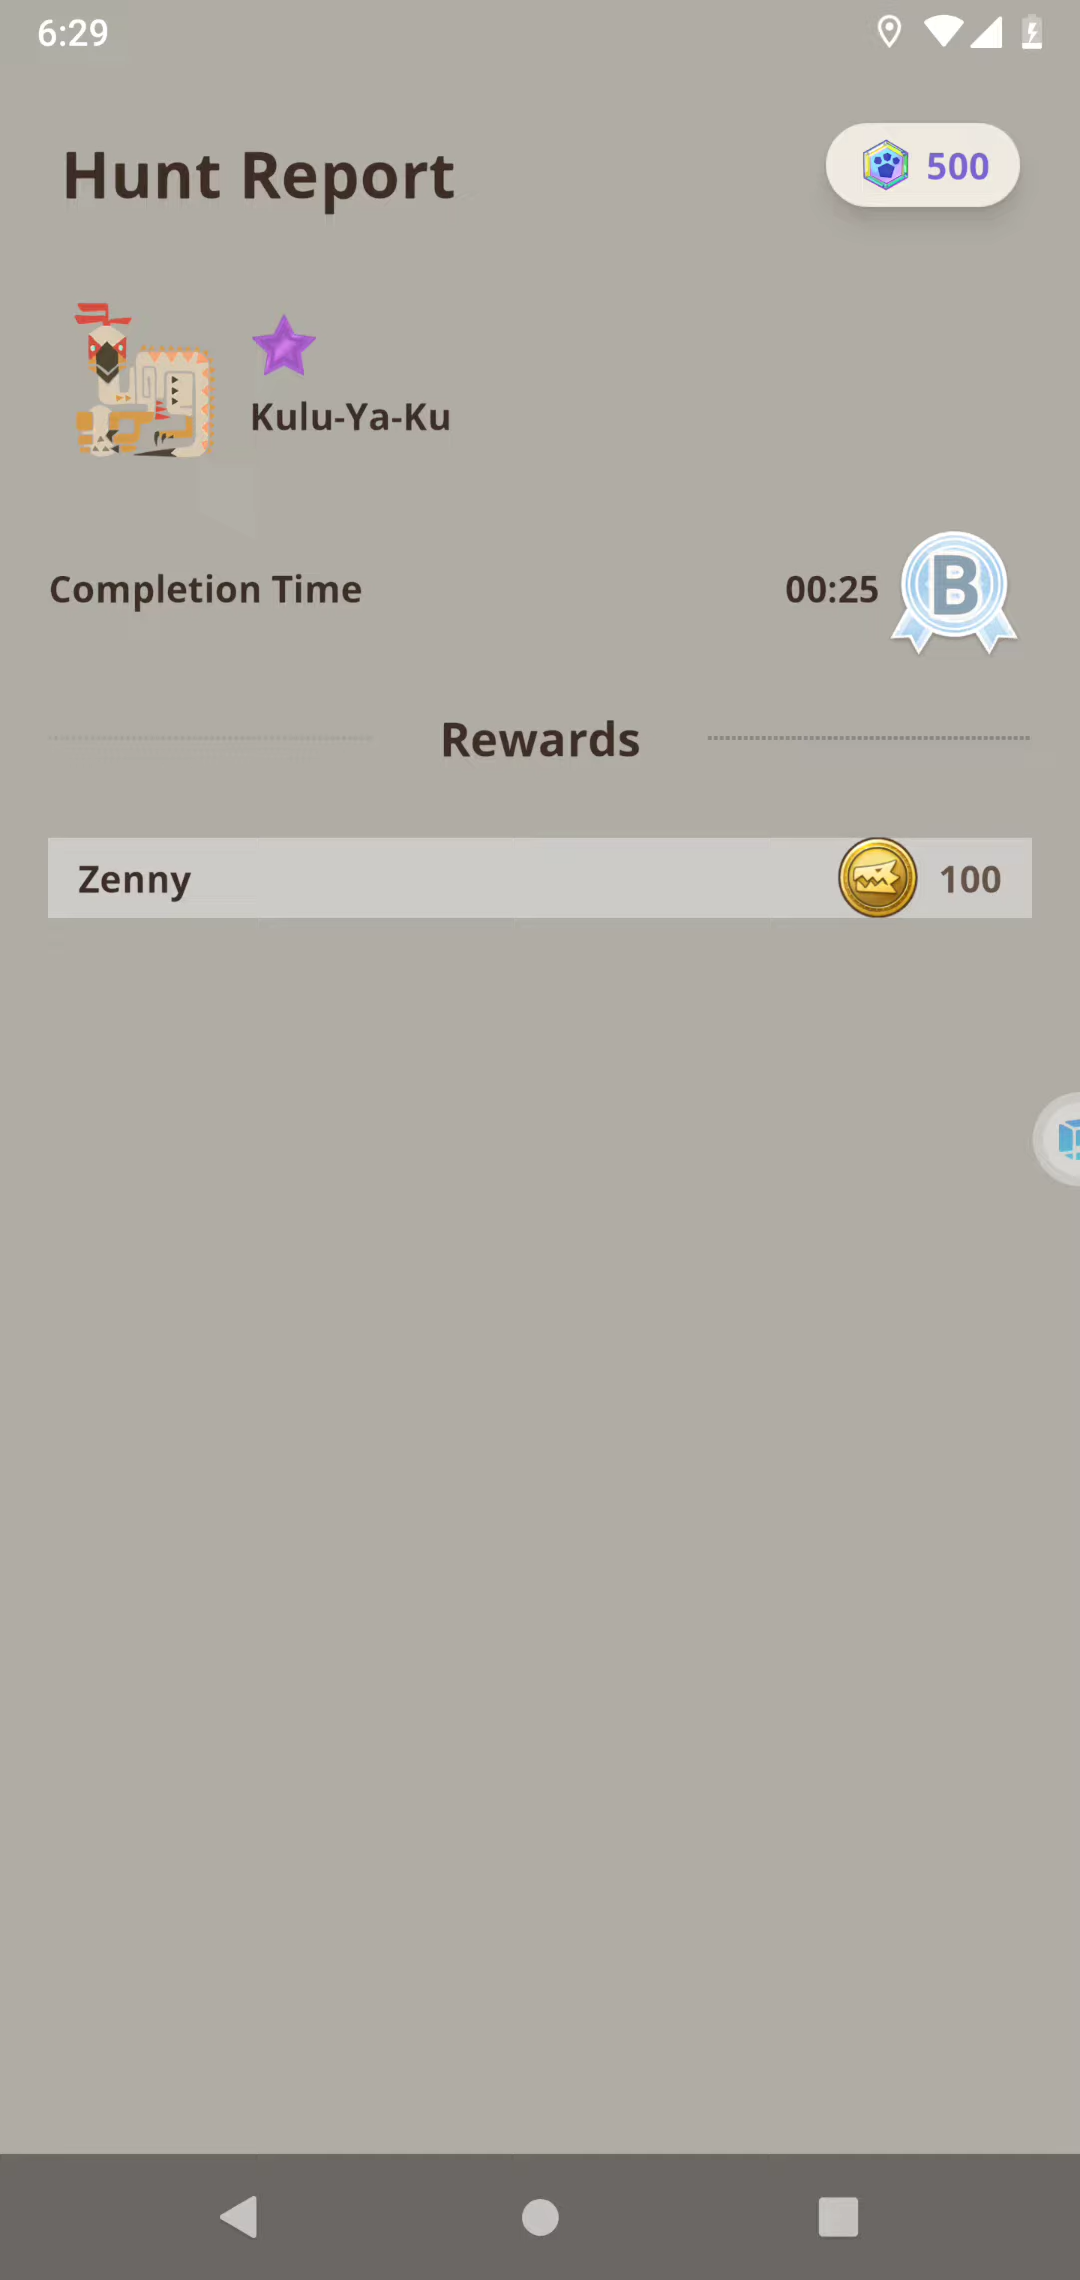 6:29
Hunt Report
500
Kulu-Ya-Ku
Completion Time
00:25
B
Rewards
Zenny
100